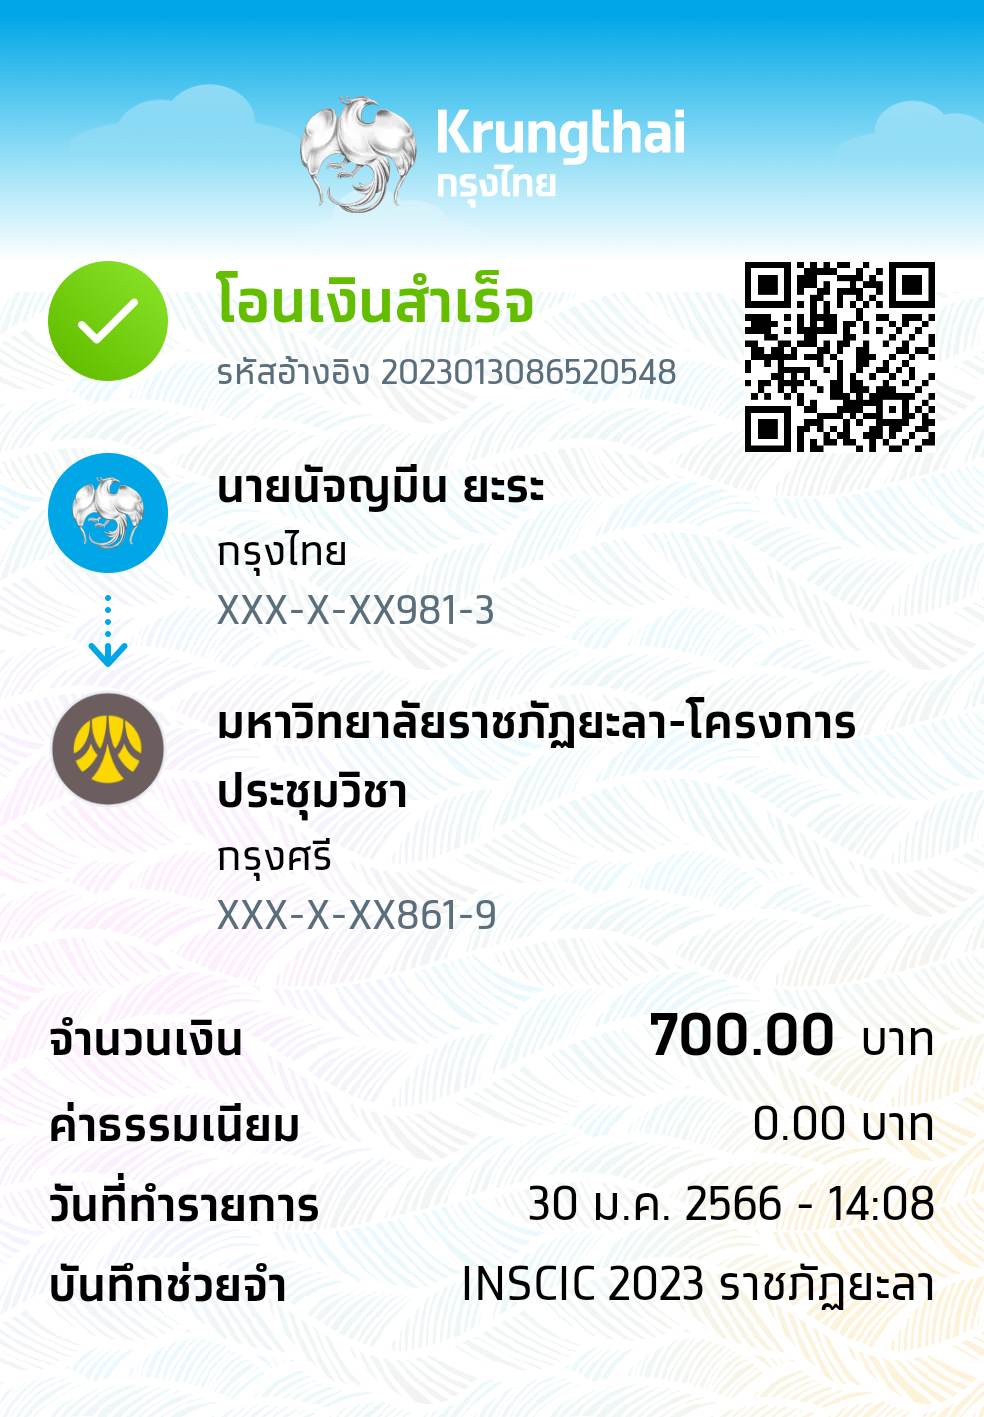 Krungthai
กรุงไทย
โอนเงินสำเร็จ
รหัสอ้างอิง 2023013086520548
นายนัจญมีน ยะระ
กรุงไทย
XXX-X-XX981-3
มหาวิทยาลัยราชภัฏยะลา-โครงการ
ประชุมวิชา
กรุงศรี
XXX-X-XX861-9
จำนวนเงิน 700.00 บาท
ค่าธรรมเนียม 0.00 บาท
วันที่ทำรายการ 30 ม.ค. 2566 - 14:08
บันทึกช่วยจำ INSCIC 2023 ราชภัฏยะลา